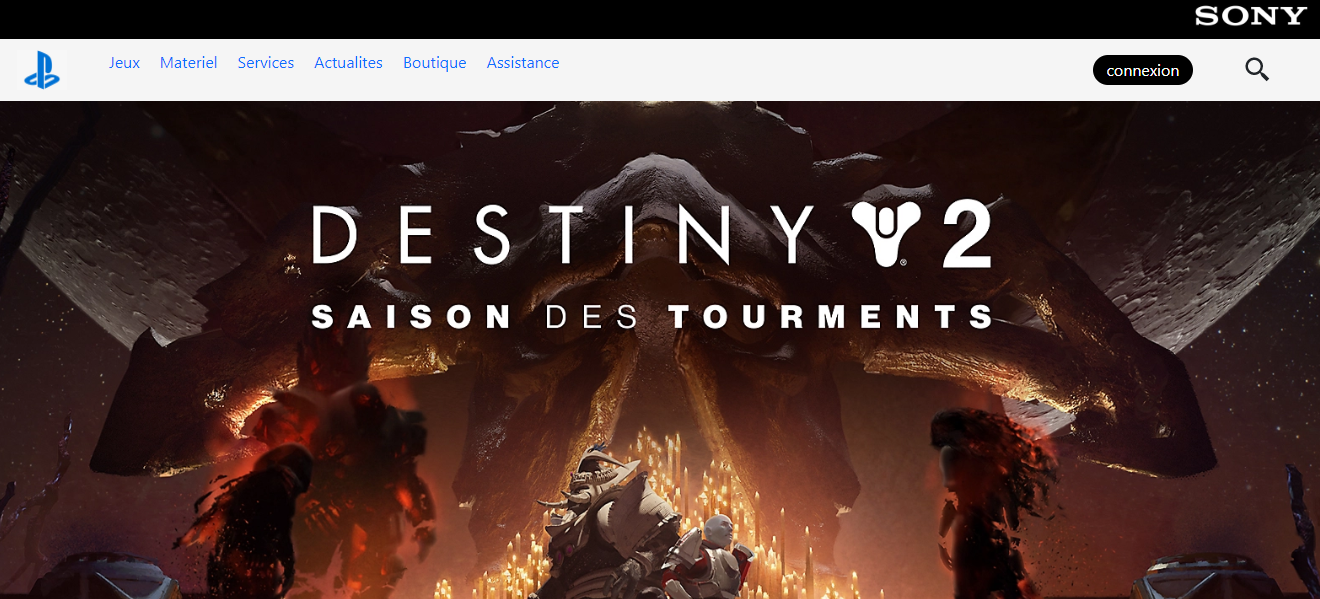 SONY
Jeux Materiel Services Actualites Boutique Assistance
connexion
DESTINY 2
SAISON DES TOURMENTS